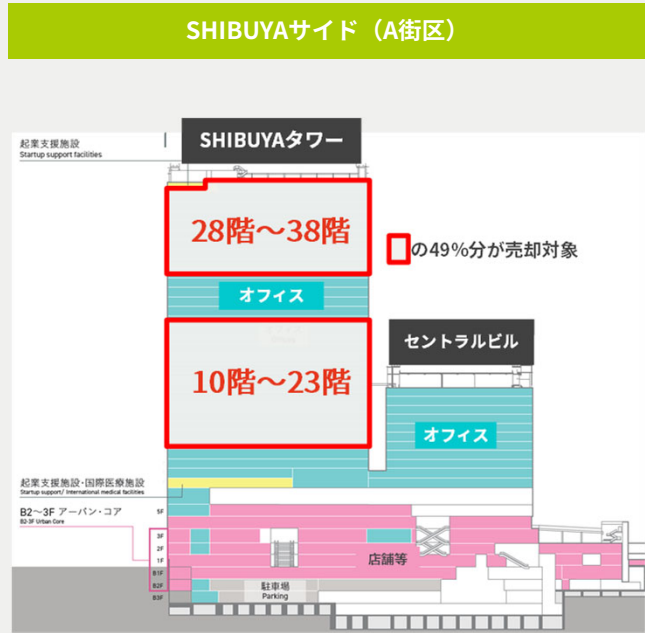 SHIBUYAサイド（A街区）
起業支援施設
Startup support facilities
SHIBUYAタワー
28階～38階
の49%分が売却対象
オフィス
セントラルビル
10階～23階
オフィス
起業支援施設・国際医療施設
Startup support/ International medical facilities
B2～3F アーバン・コア
B2-3F Urban Core
5F
3F
2F
1F
店舗等
B1F
B2F
駐車場
Parking
B3F